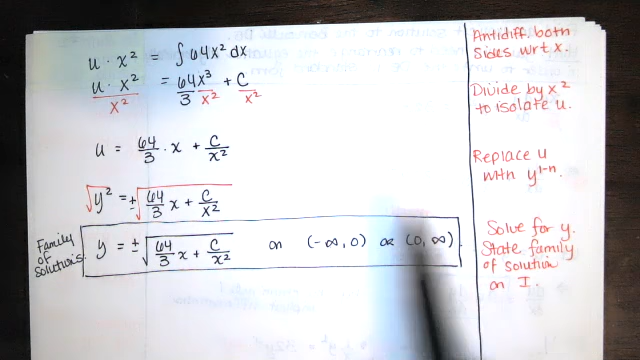 u · x² = ∫ 64x² dx
Antidiff both
sides wrt x.
u · x² / x² = 64x³ / 3x² + C / x²
Divide by x²
to isolate u.
u = 64/3 · x + C/x²
Replace u
with y¹⁻ⁿ.
√y² = ±√(64/3 x + C/x²)
Family
of
solutions
y = ±√(64/3 x + C/x²) on (-∞, 0) or (0, ∞).
Solve for y.
State family
of solution
on I.